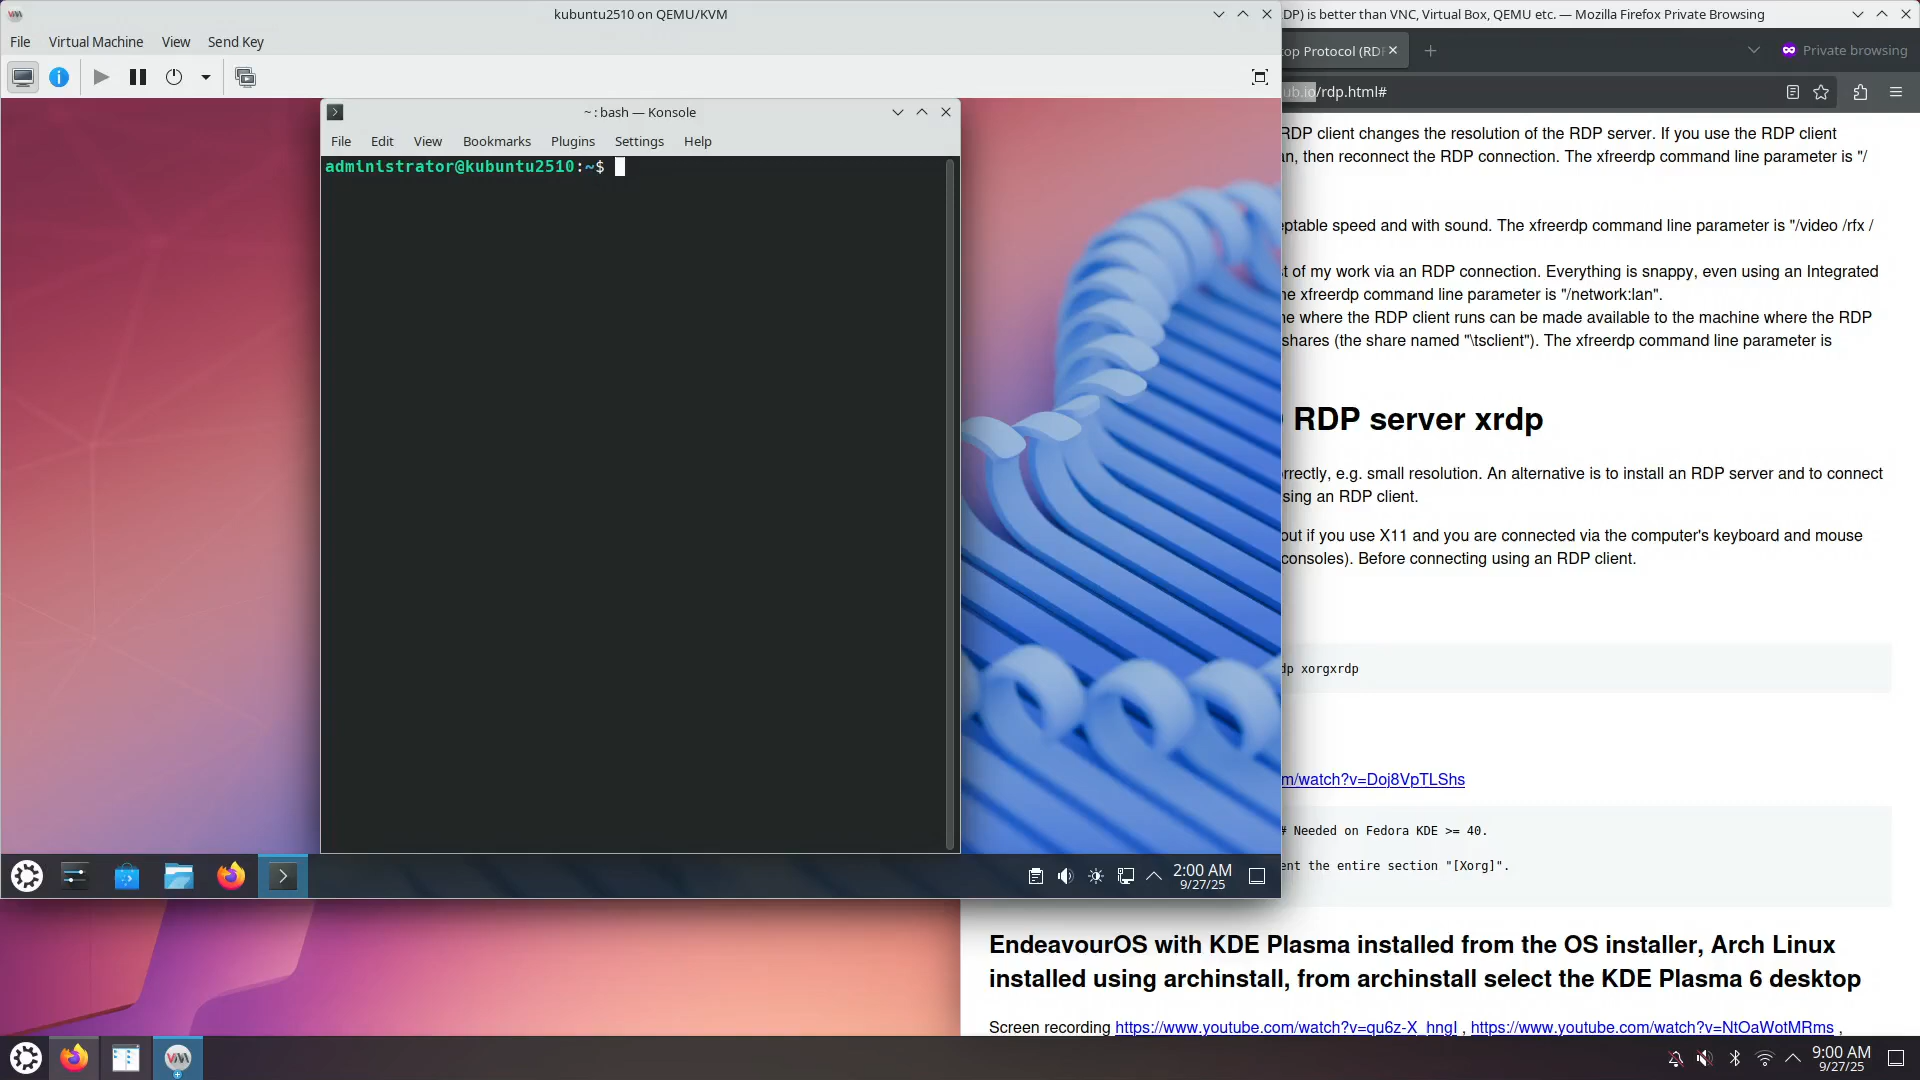 kubuntu2510 on QEMU/KVM
File Virtual Machine View Send Key
~ : bash — Konsole
File Edit View Bookmarks Plugins Settings Help
administrator@kubuntu2510:~$
2:00 AM
9/27/25
DP) is better than VNC, Virtual Box, QEMU etc. — Mozilla Firefox Private Browsing
top Protocol (RDP
Private browsing
ub.io/rdp.html#
RDP client changes the resolution of the RDP server. If you use the RDP client
an, then reconnect the RDP connection. The xfreerdp command line parameter is "/
eptable speed and with sound. The xfreerdp command line parameter is "/video /rfx /
st of my work via an RDP connection. Everything is snappy, even using an Integrated
he xfreerdp command line parameter is "/network:lan".
ne where the RDP client runs can be made available to the machine where the RDP
shares (the share named "\tsclient"). The xfreerdp command line parameter is
RDP server xrdp
rrectly, e.g. small resolution. An alternative is to install an RDP server and to connect
sing an RDP client.
out if you use X11 and you are connected via the computer's keyboard and mouse
consoles). Before connecting using an RDP client.
dp xorgxrdp
m/watch?v=Doj8VpTLShs
# Needed on Fedora KDE >= 40.
ent the entire section "[Xorg]".
EndeavourOS with KDE Plasma installed from the OS installer, Arch Linux
installed using archinstall, from archinstall select the KDE Plasma 6 desktop
Screen recording https://www.youtube.com/watch?v=qu6z-X_hngI , https://www.youtube.com/watch?v=NtOaWotMRms ,
9:00 AM
9/27/25